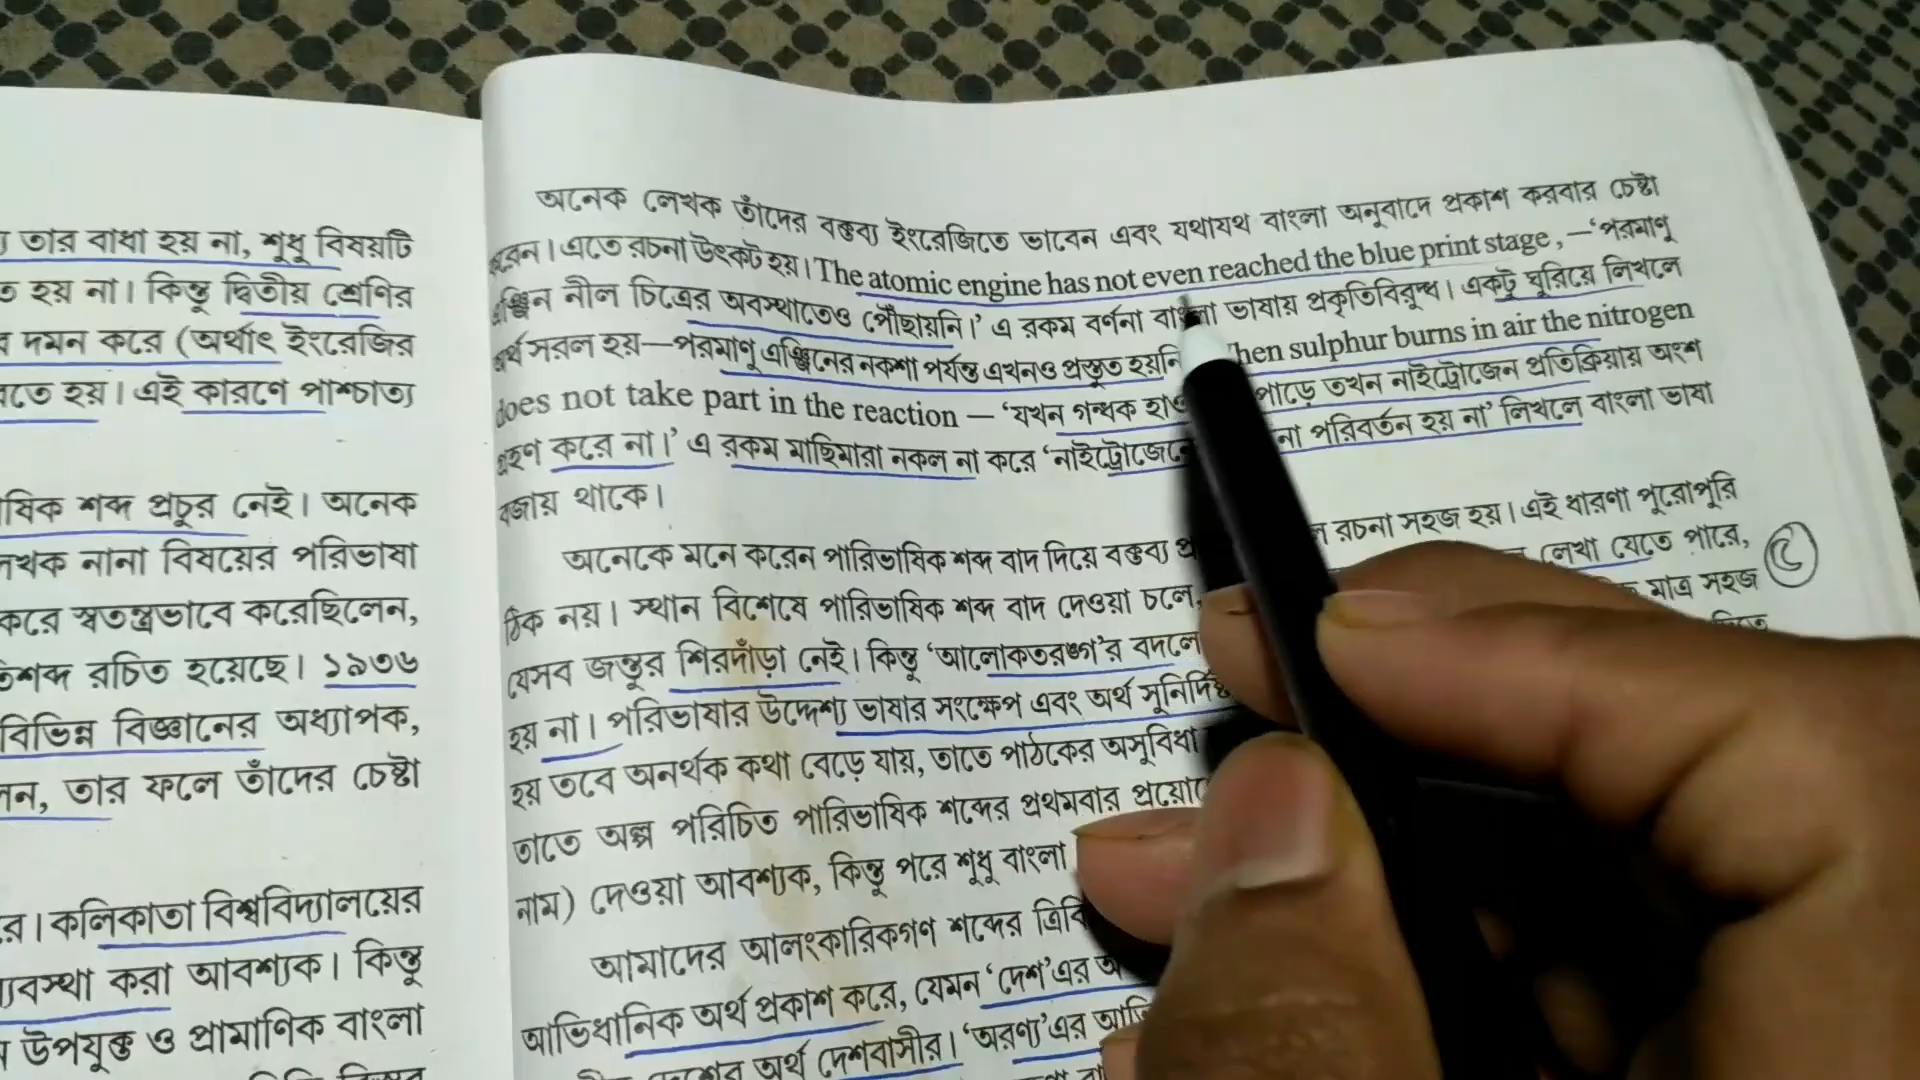 তার বাধা হয় না, শুধু বিষয়টি
হয় না। কিন্তু দ্বিতীয় শ্রেণির
দমন করে (অর্থাৎ ইংরেজির
হয়। এই কারণে পাশ্চাত্য
শব্দ প্রচুর নেই। অনেক
নানা বিষয়ের পরিভাষা
করে স্বতন্ত্রভাবে করেছিলেন,
রচিত হয়েছে। ১৯৩৬
বিভিন্ন বিজ্ঞানের অধ্যাপক,
তার ফলে তাঁদের চেষ্টা
কলিকাতা বিশ্ববিদ্যালয়ের
করা আবশ্যক। কিন্তু
উপযুক্ত ও প্রামাণিক বাংলা
অনেক লেখক তাঁদের বক্তব্য ইংরেজিতে ভাবেন এবং যথাযথ বাংলা অনুবাদে প্রকাশ করবার চেষ্টা
করেন। এতে রচনা উৎকট হয়। The atomic engine has not even reached the blue print stage, —‘পরমাণু
এঞ্জিন নীল চিত্রের অবস্থাতেও পৌঁছায়নি।’ এ রকম বর্ণনা বাংলা ভাষায় প্রকৃতিবিরুদ্ধ। একটু ঘুরিয়ে লিখলে
অর্থ সরল হয়—পরমাণু এঞ্জিনের নকশা পর্যন্ত এখনও প্রস্তুত হয়নি sulphur burns in air the nitrogen
does not take part in the reaction — ‘যখন গন্ধক পোড়ে তখন নাইট্রোজেন প্রতিক্রিয়ায় অংশ
গ্রহণ করে না।’ এ রকম মাছিমারা নকল না করে ‘নাইট্রোজেনের পরিবর্তন হয় না’ লিখলে বাংলা ভাষা
বজায় থাকে।
অনেকে মনে করেন পারিভাষিক শব্দ বাদ দিয়ে বক্তব্য রচনা সহজ হয়। এই ধারণা পুরোপুরি
ঠিক নয়। স্থান বিশেষে পারিভাষিক শব্দ বাদ দেওয়া চলে, লেখা যেতে পারে, ৫
যেসব জন্তুর শিরদাঁড়া নেই। কিন্তু ‘আলোকতরঙ্গ’র বদলে মাত্র সহজ
হয় না। পরিভাষার উদ্দেশ্য ভাষার সংক্ষেপ এবং অর্থ সুনির্দিষ্ট
হয় তবে অনর্থক কথা বেড়ে যায়, তাতে পাঠকের অসুবিধা
তাতে অল্প পরিচিত পারিভাষিক শব্দের প্রথমবার
নাম) দেওয়া আবশ্যক, কিন্তু পরে শুধু বাংলা
আমাদের আলংকারিকগণ শব্দের
আভিধানিক অর্থ প্রকাশ করে, যেমন ‘দেশ’এর
অর্থ দেশবাসীর। ‘অরণ্য’এর